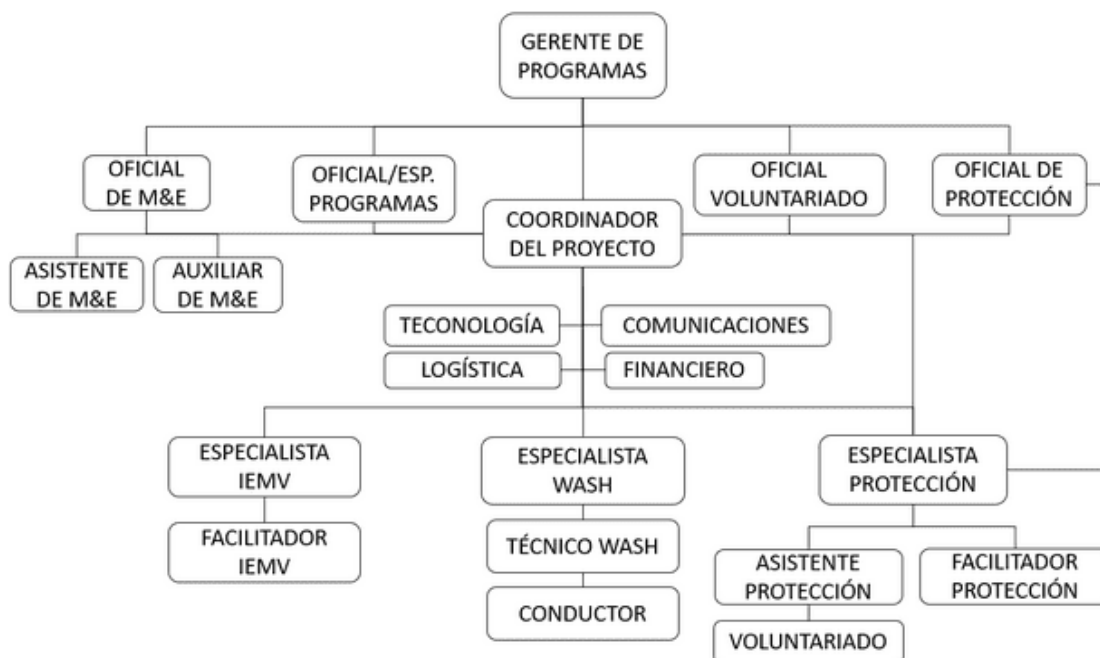 GERENTE DE
PROGRAMAS
OFICIAL
DE M&E
OFICIAL/ESP.
PROGRAMAS
OFICIAL
VOLUNTARIADO
OFICIAL DE
PROTECCIÓN
COORDINADOR
DEL PROYECTO
ASISTENTE
DE M&E
AUXILIAR
DE M&E
TECONOLOGÍA
COMUNICACIONES
LOGÍSTICA
FINANCIERO
ESPECIALISTA
IEMV
ESPECIALISTA
WASH
ESPECIALISTA
PROTECCIÓN
FACILITADOR
IEMV
TÉCNICO WASH
ASISTENTE
PROTECCIÓN
FACILITADOR
PROTECCIÓN
CONDUCTOR
VOLUNTARIADO